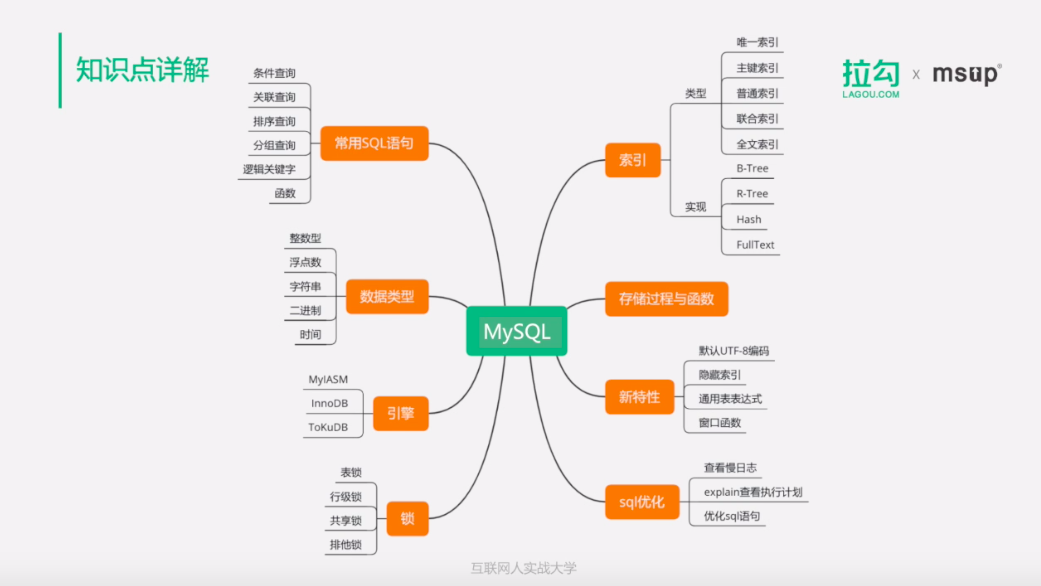 知识点详解
拉勾
LAGOU.COM
x
msup®
MySQL
常用SQL语句
条件查询
关联查询
排序查询
分组查询
逻辑关键字
函数
数据类型
整数型
浮点数
字符串
二进制
时间
引擎
MyIASM
InnoDB
ToKuDB
锁
表锁
行级锁
共享锁
排他锁
索引
类型
唯一索引
主键索引
普通索引
联合索引
全文索引
实现
B-Tree
R-Tree
Hash
FullText
存储过程与函数
新特性
默认UTF-8编码
隐藏索引
通用表表达式
窗口函数
sql优化
查看慢日志
explain查看执行计划
优化sql语句
互联网人实战大学